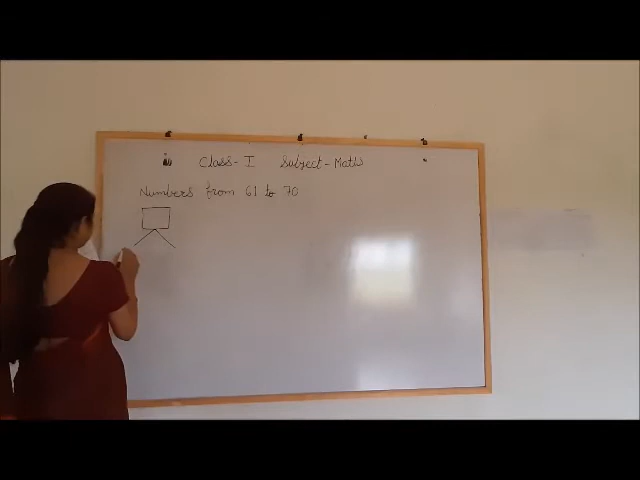 Class- I Subject- Maths
Numbers from 61 to 70